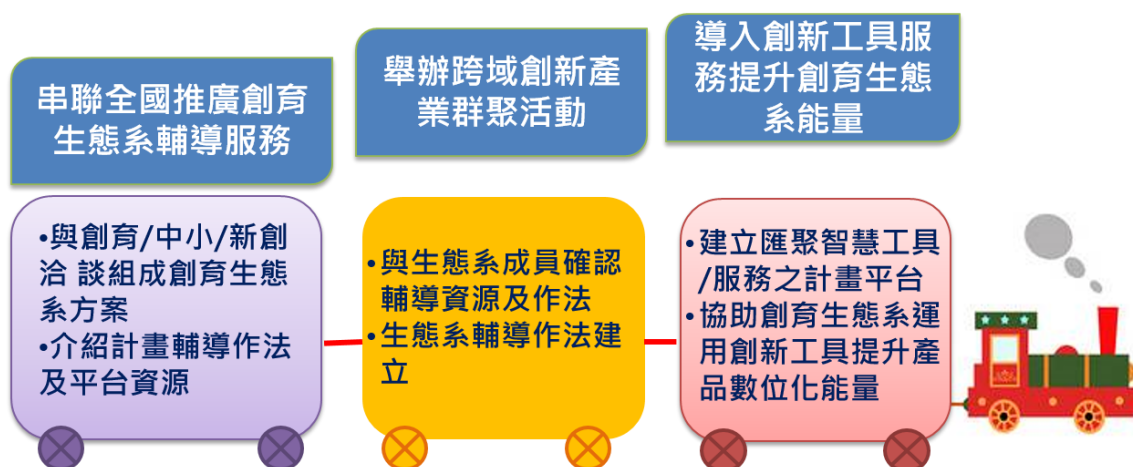 串聯全國推廣創育
生態系輔導服務
舉辦跨域創新產
業群聚活動
導入創新工具服
務提升創育生態
系能量
•與創育/中小/新創
洽 談組成創育生態
系方案
•介紹計畫輔導作法
及平台資源
•與生態系成員確認
輔導資源及作法
•生態系輔導作法建
立
•建立匯聚智慧工具
/服務之計畫平台
•協助創育生態系運
用創新工具提升產
品數位化能量